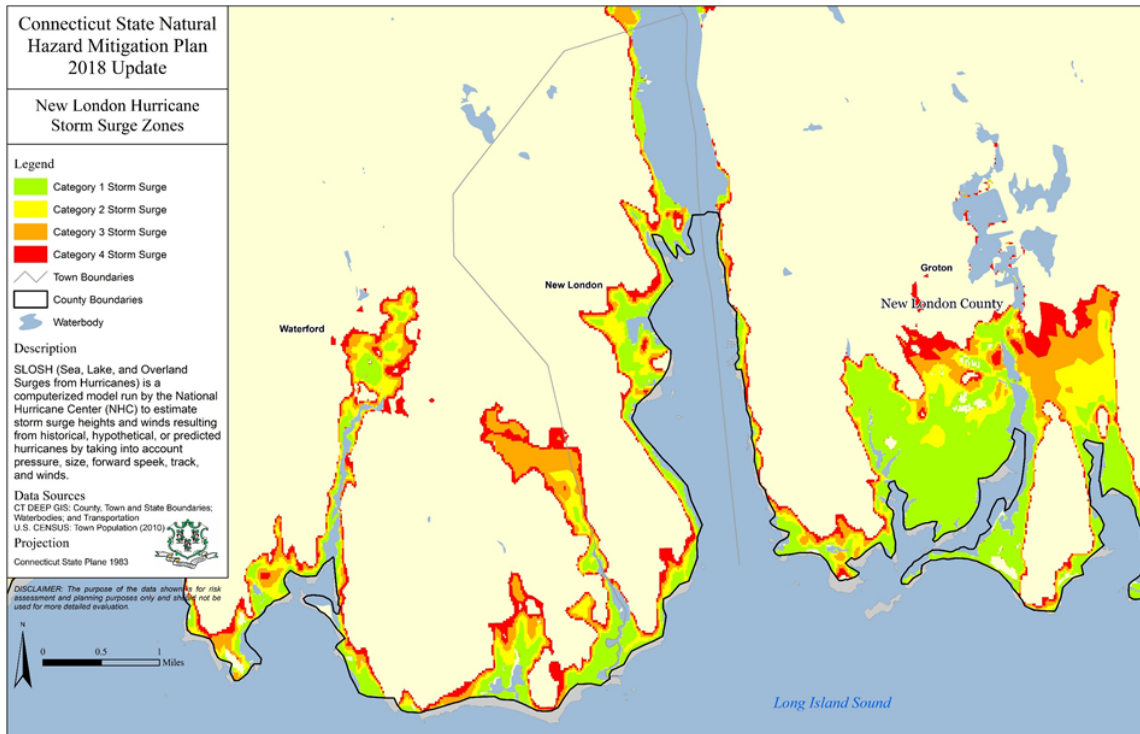 Connecticut State Natural
Hazard Mitigation Plan
2018 Update
New London Hurricane
Storm Surge Zones
Legend
Category 1 Storm Surge
Category 2 Storm Surge
Category 3 Storm Surge
Category 4 Storm Surge
Town Boundaries
County Boundaries
Waterbody
Description
SLOSH (Sea, Lake, and Overland
Surges from Hurricanes) is a
computerized model run by the National
Hurricane Center (NHC) to estimate
storm surge heights and winds resulting
from historical, hypothetical, or predicted
hurricanes by taking into account
pressure, size, forward speek, track,
and winds.
Data Sources
CT DEEP GIS: County, Town and State Boundaries;
Waterbodies; and Transportation
U.S. CENSUS: Town Population (2010)
Projection
Connecticut State Plane 1983
DISCLAIMER: The purpose of the data shown is for risk
assessment and planning purposes only and should not be
used for more detailed evaluation.
N
0 0.5 1
Miles
Waterford
New London
Groton
New London County
Long Island Sound